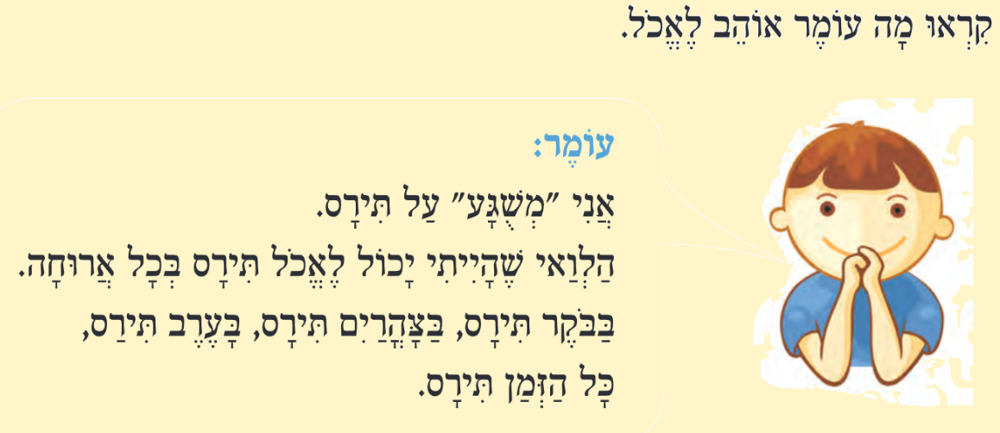 קִרְאוּ מָה עוֹמֶר אוֹהֵב לֶאֱכֹל.
עוֹמֶר:
אֲנִי "מְשֻׁגָּע" עַל תִּירָס.
הַלְוַאי שֶׁהָיִיתִי יָכוֹל לֶאֱכֹל תִּירָס בְּכָל אֲרוּחָה.
בַּבֹּקֶר תִּירָס, בַּצָּהֳרַיִם תִּירָס, בָּעֶרֶב תִּירַס,
כָּל הַזְּמַן תִּירָס.